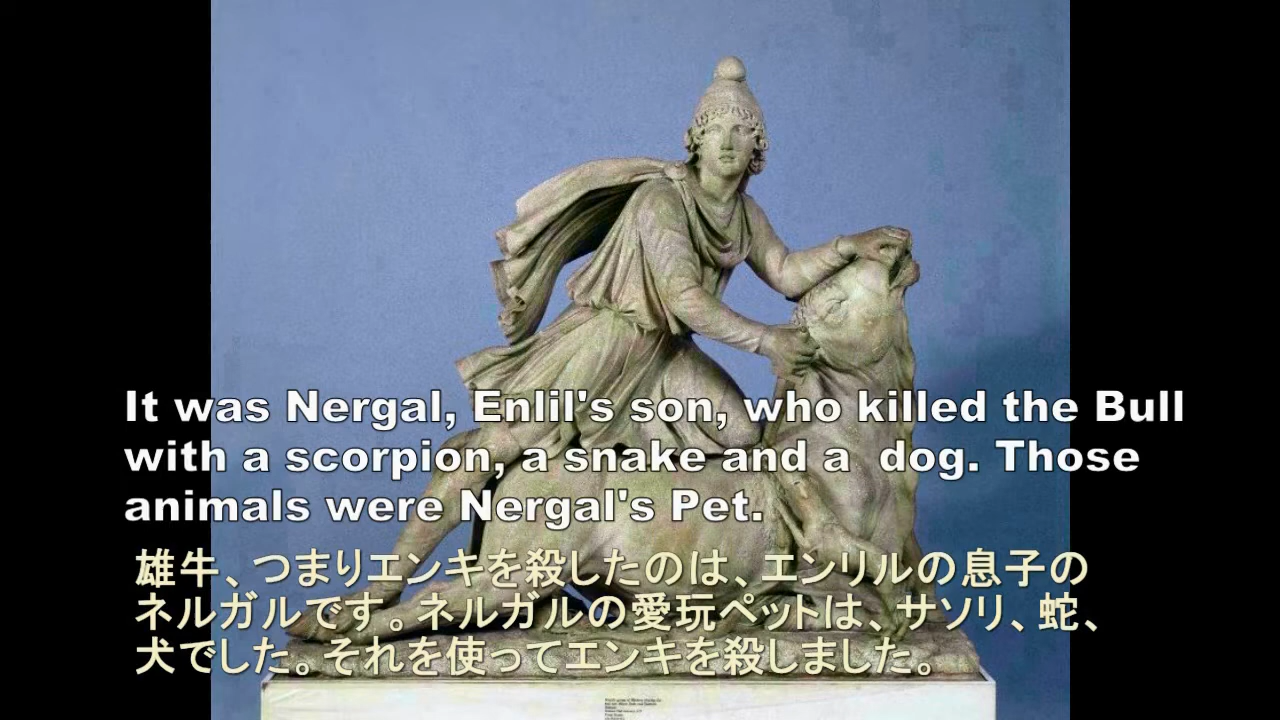 It was Nergal, Enlil's son, who killed the Bull
with a scorpion, a snake and a  dog. Those
animals were Nergal's Pet.
雄牛、つまりエンキを殺したのは、エンリルの息子の
ネルガルです。ネルガルの愛玩ペットは、サソリ、蛇、
犬でした。それを使ってエンキを殺しました。